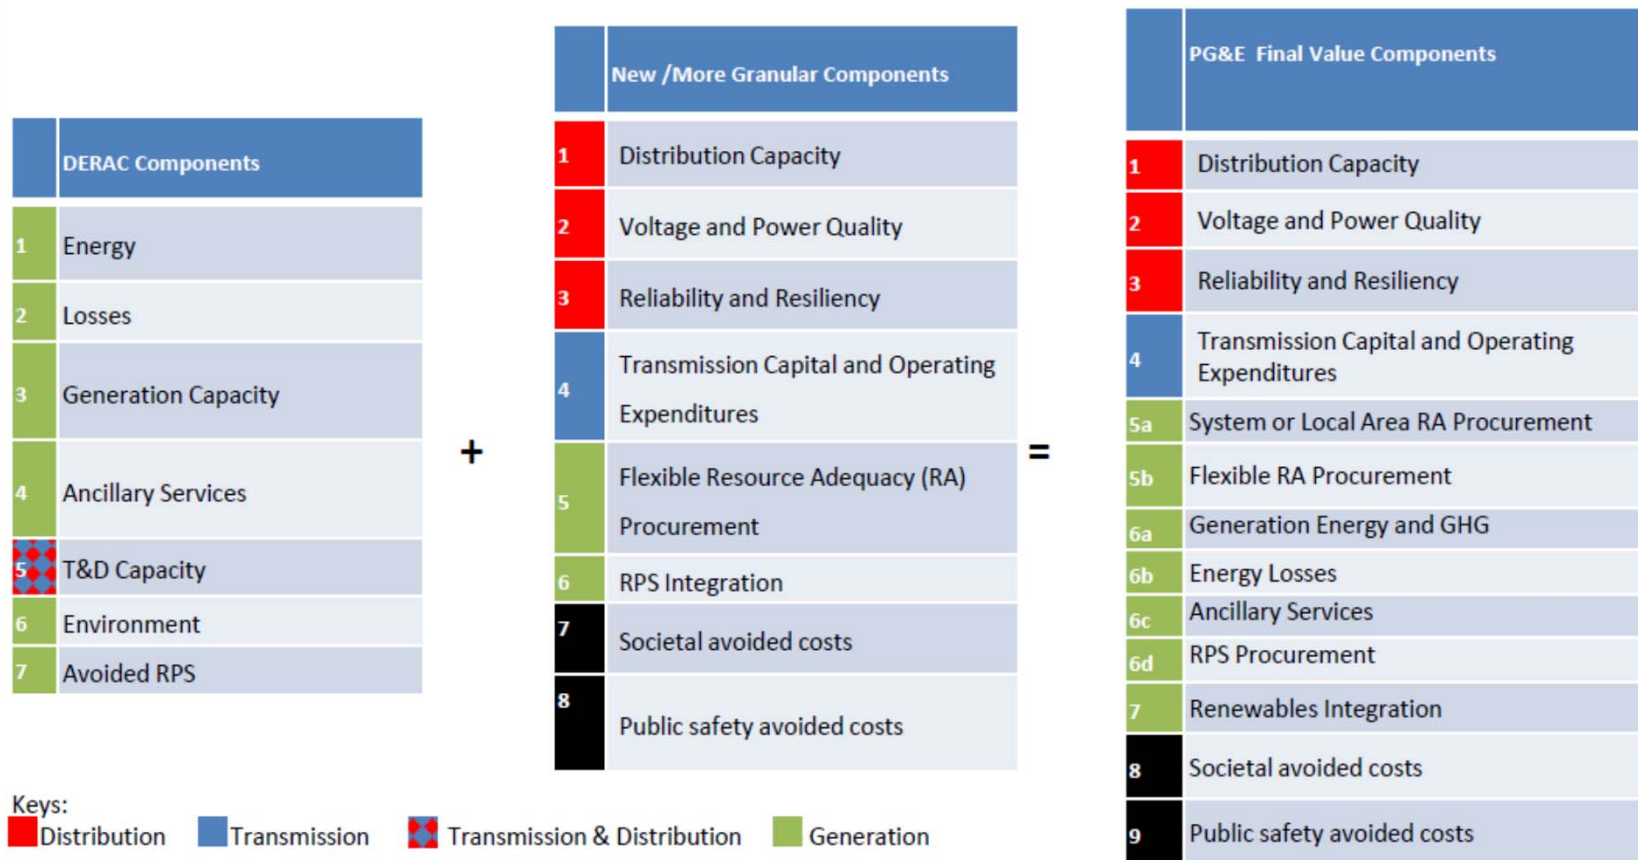 DERAC Components
1 Energy
2 Losses
3 Generation Capacity
4 Ancillary Services
5 T&D Capacity
6 Environment
7 Avoided RPS
+
New /More Granular Components
1 Distribution Capacity
2 Voltage and Power Quality
3 Reliability and Resiliency
4 Transmission Capital and Operating
Expenditures
5 Flexible Resource Adequacy (RA)
Procurement
6 RPS Integration
7 Societal avoided costs
8 Public safety avoided costs
=
PG&E Final Value Components
1 Distribution Capacity
2 Voltage and Power Quality
3 Reliability and Resiliency
4 Transmission Capital and Operating
Expenditures
5a System or Local Area RA Procurement
5b Flexible RA Procurement
6a Generation Energy and GHG
6b Energy Losses
6c Ancillary Services
6d RPS Procurement
7 Renewables Integration
8 Societal avoided costs
9 Public safety avoided costs
Keys:
Distribution Transmission Transmission & Distribution Generation